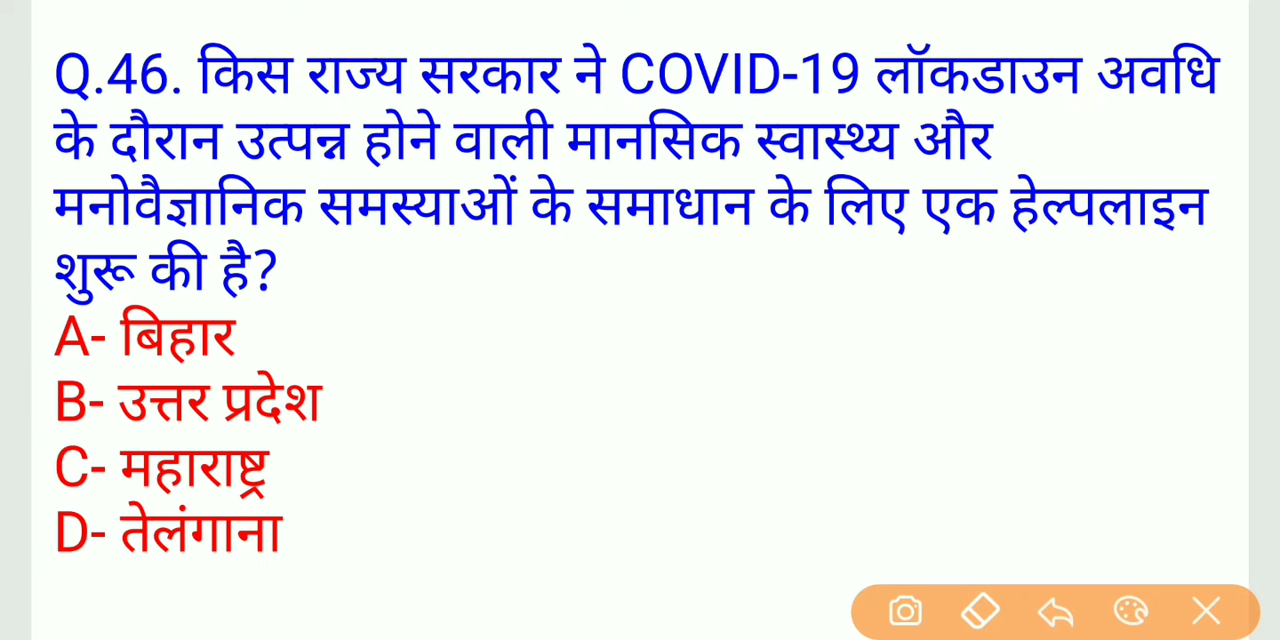 Q.46. किस राज्य सरकार ने COVID-19 लॉकडाउन अवधि
के दौरान उत्पन्न होने वाली मानसिक स्वास्थ्य और
मनोवैज्ञानिक समस्याओं के समाधान के लिए एक हेल्पलाइन
शुरू की है?
A- बिहार
B- उत्तर प्रदेश
C- महाराष्ट्र
D- तेलंगाना